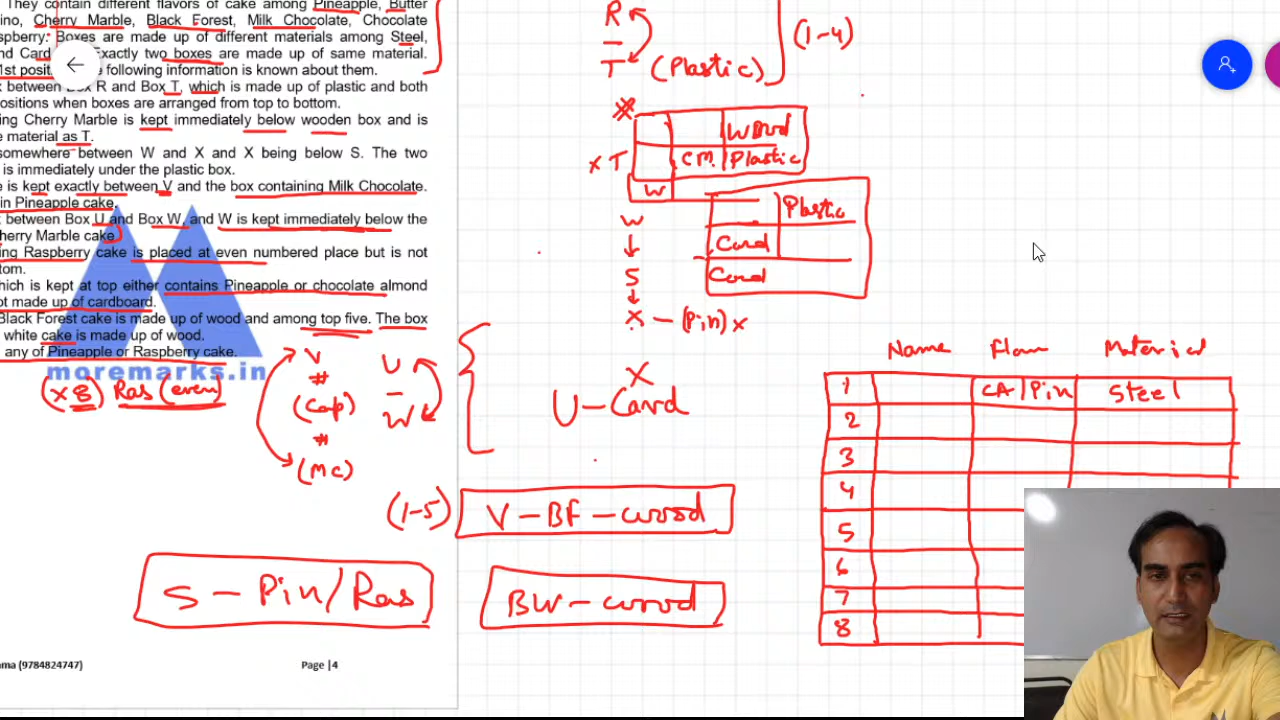 They contain different flavors of cake among Pineapple, Butter
ino, Cherry Marble, Black Forest, Milk Chocolate, Chocolate
spberry. Boxes are made up of different materials among Steel,
nd Card Exactly two boxes are made up of same material.
1st posit following information is known about them.
between Box R and Box T, which is made up of plastic and both
ositions when boxes are arranged from top to bottom.
ing Cherry Marble is kept immediately below wooden box and is
e material as T.
somewhere between W and X and X being below S. The two
is immediately under the plastic box.
e is kept exactly between V and the box containing Milk Chocolate.
in Pineapple cake.
between Box U and Box W, and W is kept immediately below the
herry Marble cake
ng Raspberry cake is placed at even numbered place but is not
tom.
hich is kept at top either contains Pineapple or chocolate almond
ot made up of cardboard.
Black Forest cake is made up of wood and among top five. The box
white cake is made up of wood.
any of Pineapple or Raspberry cake.
moremarks.in
(x8) Ras (even)
V
#
(Cap)
#
(MC)
U
–
W
(1-5) V-BF-wood
S - Pin/Ras
BW-wood
ama (9784824747)
Page |4
R
–
T (Plastic)
(1-4)
#
Wood
x T CM. Plastic
W
Plastic
Card
Card
W
↓
S
↓
X - (Pin) x
X
U-Card
Name Flav Material
1 CA/Pin Steel
2
3
4
5
6
7
8